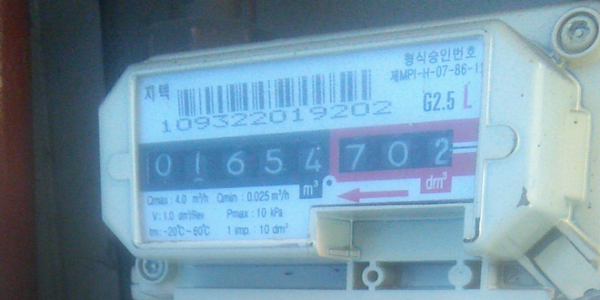 형식승인번호
제MPI-H-07-86-1
지텍
G2.5 L
109322019202
01654 702
m³
dm³
Qmax : 4.0 m³/h Qmin : 0.025 m³/h
V : 1.0 dm³/Rev Pmax : 10 kPa
tm : -20℃~60℃ 1 imp. : 10 dm³